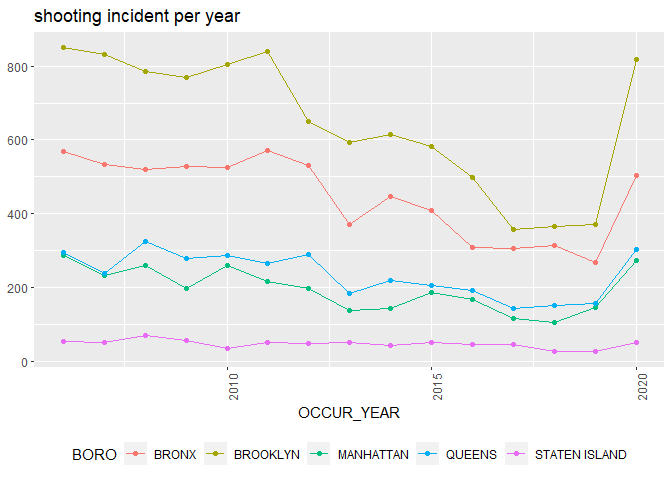 shooting incident per year
800
600
400
200
0
2010
2015
2020
OCCUR_YEAR
BORO BRONX BROOKLYN MANHATTAN QUEENS STATEN ISLAND